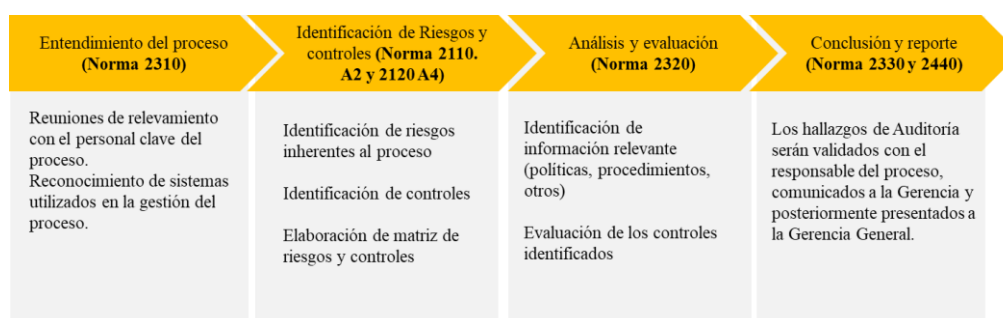 Entendimiento del proceso
(Norma 2310)
Reuniones de relevamiento
con el personal clave del
proceso.
Reconocimiento de sistemas
utilizados en la gestión del
proceso.
Identificación de Riesgos y
controles (Norma 2110.
A2 y 2120 A4)
Identificación de riesgos
inherentes al proceso
Identificación de controles
Elaboración de matriz de
riesgos y controles
Análisis y evaluación
(Norma 2320)
Identificación de
información relevante
(políticas, procedimientos,
otros)
Evaluación de los controles
identificados
Conclusión y reporte
(Norma 2330 y 2440)
Los hallazgos de Auditoría
serán validados con el
responsable del proceso,
comunicados a la Gerencia y
posteriormente presentados a
la Gerencia General.